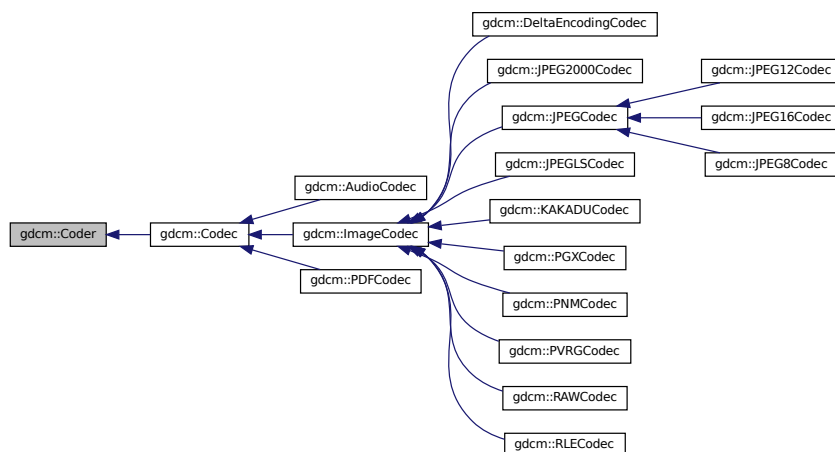 gdcm::DeltaEncodingCodec
gdcm::JPEG2000Codec
gdcm::JPEG12Codec
gdcm::JPEGCodec
gdcm::JPEG16Codec
gdcm::JPEGLSCodec
gdcm::JPEG8Codec
gdcm::AudioCodec
gdcm::KAKADUCodec
gdcm::Coder
gdcm::Codec
gdcm::ImageCodec
gdcm::PGXCodec
gdcm::PDFCodec
gdcm::PNMCodec
gdcm::PVRGCodec
gdcm::RAWCodec
gdcm::RLECodec